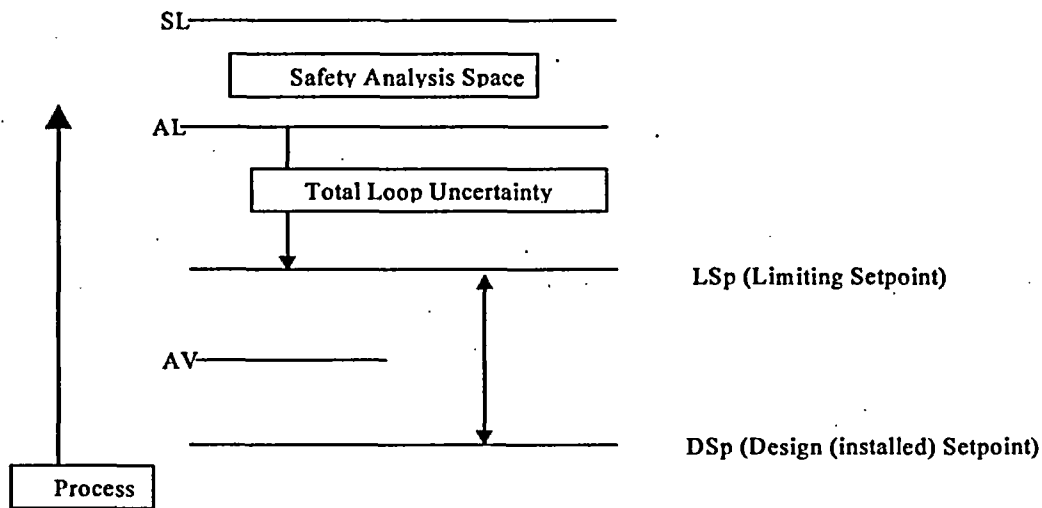 SL
Safety Analysis Space
AL
Total Loop Uncertainty
LSp (Limiting Setpoint)
AV
DSp (Design (installed) Setpoint)
Process